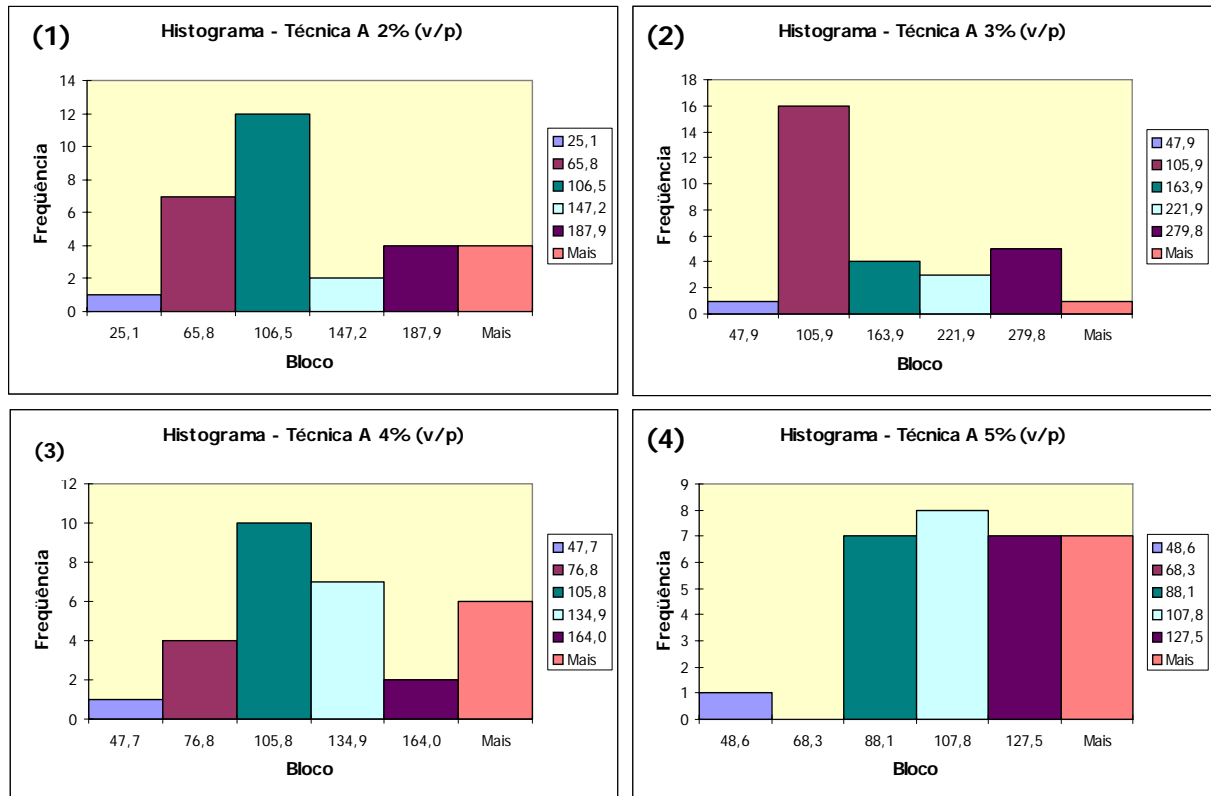 (1)
Histograma - Técnica A 2% (v/p)
Freqüência
14
12
10
8
6
4
2
0
25,1 65,8 106,5 147,2 187,9 Mais
Bloco
25,1
65,8
106,5
147,2
187,9
Mais
(2)
Histograma - Técnica A 3% (v/p)
Freqüência
18
16
14
12
10
8
6
4
2
0
47,9 105,9 163,9 221,9 279,8 Mais
Bloco
47,9
105,9
163,9
221,9
279,8
Mais
(3)
Histograma - Técnica A 4% (v/p)
Freqüência
12
10
8
6
4
2
0
47,7 76,8 105,8 134,9 164,0 Mais
Bloco
47,7
76,8
105,8
134,9
164,0
Mais
(4)
Histograma - Técnica A 5% (v/p)
Freqüência
9
8
7
6
5
4
3
2
1
0
48,6 68,3 88,1 107,8 127,5 Mais
Bloco
48,6
68,3
88,1
107,8
127,5
Mais